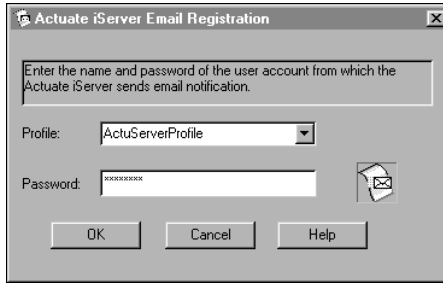 Actuate iServer Email Registration
Enter the name and password of the user account from which the
Actuate iServer sends email notification.
Profile: ActuServerProfile
Password: ********
OK Cancel Help